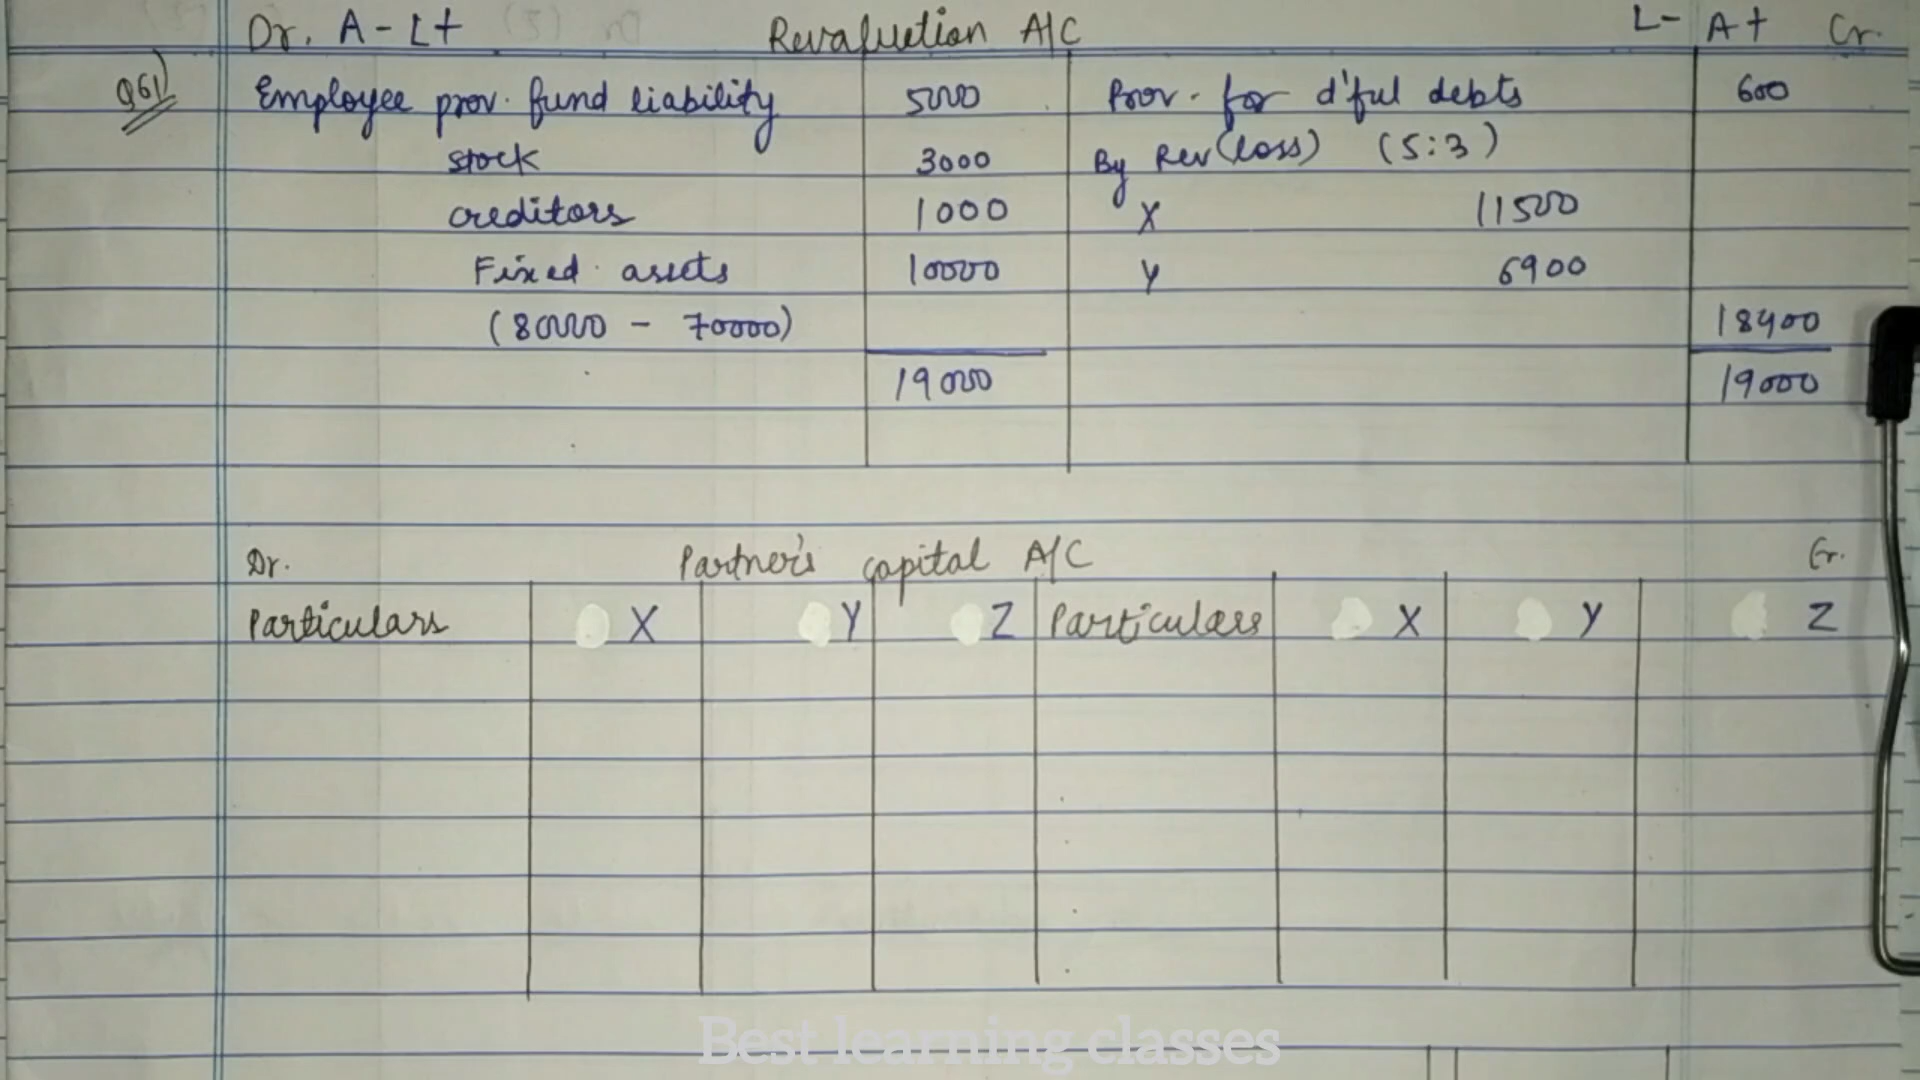 Dr. A- L+ Revaluation A/C L- A+ Cr.
Q61) Employee prov. fund liability 5000 Prov. for d'ful debts 600
stock 3000 By Rev (loss) (5:3)
creditors 1000 X 11500
Fixed assets 10000 Y 6900
(80000 - 70000) 18400
19000 19000
Dr. Partner's capital A/C Cr.
Particulars X Y Z Particulars X Y Z
Best learning classes